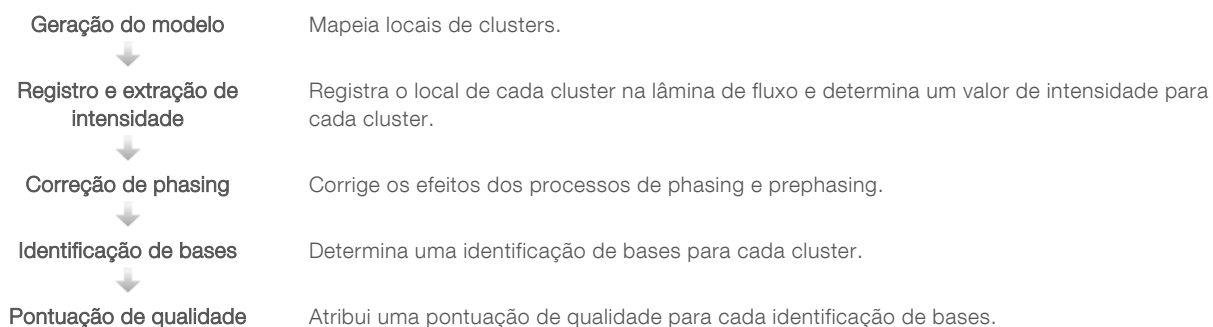 Geração do modelo
Mapeia locais de clusters.
Registro e extração de
intensidade
Registra o local de cada cluster na lâmina de fluxo e determina um valor de intensidade para
cada cluster.
Correção de phasing
Corrige os efeitos dos processos de phasing e prephasing.
Identificação de bases
Determina uma identificação de bases para cada cluster.
Pontuação de qualidade
Atribui uma pontuação de qualidade para cada identificação de bases.